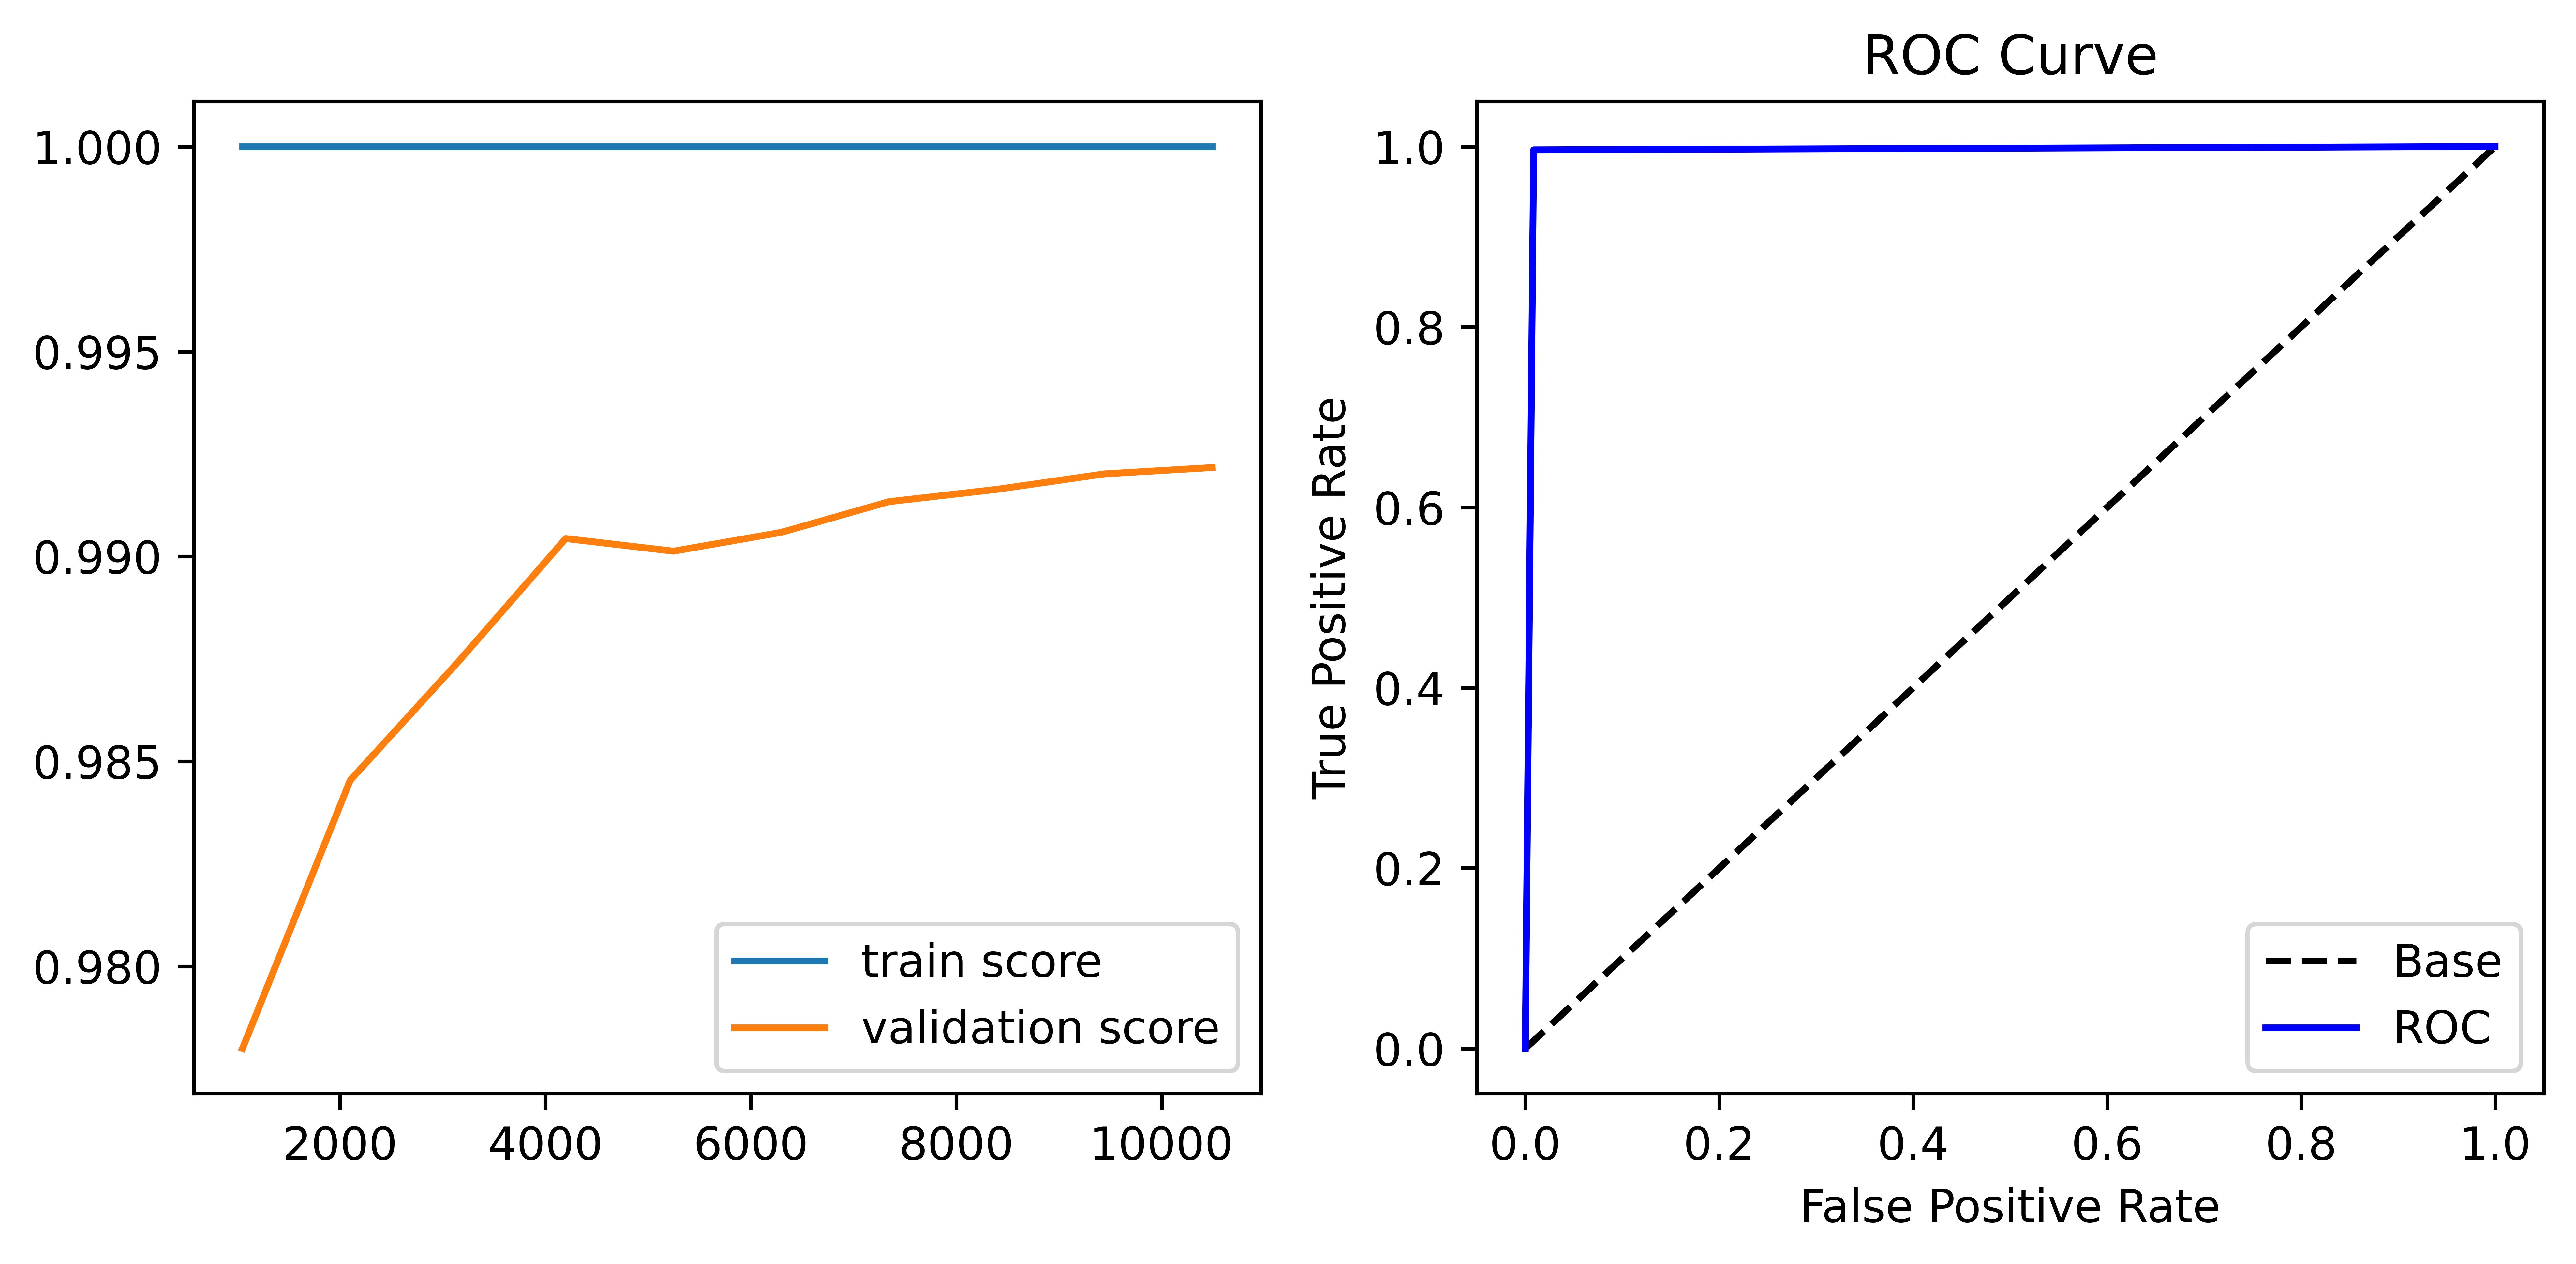 1.000
0.995
0.990
0.985
0.980
2000 4000 6000 8000 10000
train score
validation score
ROC Curve
True Positive Rate
1.0
0.8
0.6
0.4
0.2
0.0
0.0 0.2 0.4 0.6 0.8 1.0
False Positive Rate
Base
ROC